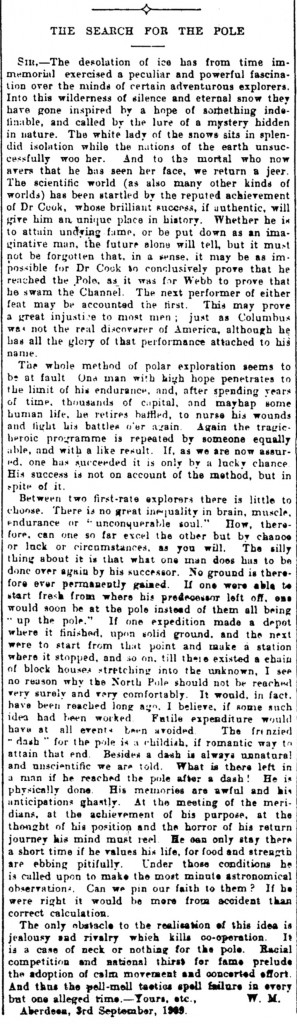 THE SEARCH FOR THE POLE
SIR,—The desolation of ice has from time im-
memorial exercised a peculiar and powerful fascina-
tion over the minds of certain adventurous explorers.
Into this wilderness of silence and eternal snow they
have gone inspired by a hope of something inde-
finable, and called by the lure of a mystery hidden
in nature. The white lady of the snows sits in splen-
did isolation while the nations of the earth unsuc-
cessfully woo her. And to the mortal who now
avers that he has seen her face, we return a jeer.
The scientific world (as also many other kinds of
worlds) has been startled by the reputed achievement
of Dr Cook, whose brilliant success, if authentic, will
give him an unique place in history. Whether he is
to attain undying fame, or be put down as an ima-
ginative man, the future alone will tell, but it must
not be forgotten that, in a sense, it may be as im-
possible for Dr Cook to conclusively prove that he
reached the Pole, as it was for Webb to prove that
he swam the Channel. The next performer of either
feat may be accounted the first. This may prove
a great injustice to most men; just as Columbus
was not the real discoverer of America, although he
has all the glory of that performance attached to his
name.
The whole method of polar exploration seems to
be at fault One man with high hope penetrates to
the limit of his endurance, and, after spending years
of time, thousands of capital, and mayhap some
human life, he retires baffled, to nurse his wounds
and fight his battles o'er again. Again the tragic-
heroic programme is repeated by someone equally
able, and with a like result. If, as we are now assur-
ed, one has succeeded it is only by a lucky chance.
His success is not on account of the method, but in
spite of it.
Between two first-rate explorers there is little to
choose. There is no great inequality in brain, muscle,
endurance or "unconquerable soul." How, there-
fore, can one so far excel the other but by chance
or luck or circumstances, as you will. The silly
thing about it is that what one man does has to be
done over again by his successor. No ground is there-
fore ever permanently gained. If one were able to
start fresh from where his predecessor left off, one
would soon be at the pole instead of them all being
"up the pole." If one expedition made a depot
where it finished, upon solid ground, and the next
were to start from that point and make a station
where it stopped, and so on, till there existed a chain
of block houses stretching into the unknown, I see
no reason why the North Pole should not be reached
very surely and very comfortably. It would, in fact,
have been reached long ago, I believe, if some such
idea had been worked. Futile expenditure would
have at all events been avoided The frenzied
"dash" for the pole is a childish, if romantic way to
attain that end. Besides a dash is always unnatural
and unscientific we are told. What is there left in
a man if he reached the pole after a dash! He is
physically done. His memories are awful and his
anticipations ghastly. At the meeting of the meri-
dians, at the achievement of his purpose, at the
thought of his position and the horror of his return
journey his mind must reel. He can only stay there
a short time if he values his life, for food and strength
are ebbing pitifully. Under those conditions he
is called upon to make the most minute astronomical
observations. Can we pin our faith to them? If he
were right it would be more from accident than
correct calculation.
The only obstacle to the realisation of this idea is
jealousy and rivalry which kills co-operation. It
is a case of neck or nothing for the pole. Racial
competition and national thirst for fame prelude
the adoption of calm movement and concerted effort.
And thus the pell-mell tactics spell failure in every
but one alleged time.—Yours, etc., W. M.
Aberdeen, 3rd September, 1909.